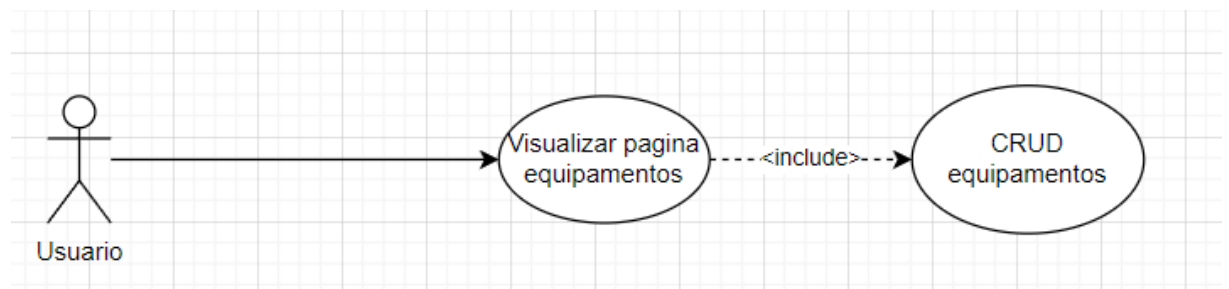 Visualizar pagina
equipamentos
<include>
CRUD
equipamentos
Usuario